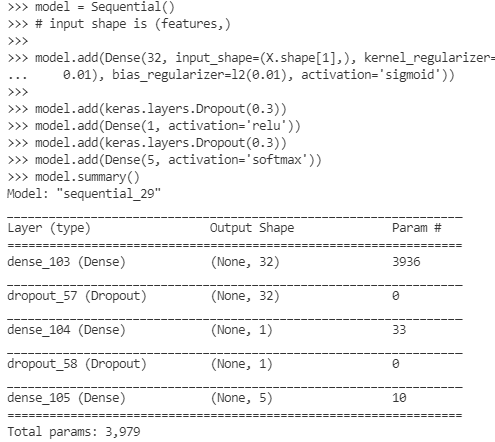 >>> model = Sequential()
>>> # input shape is (features,)
>>>
>>> model.add(Dense(32, input_shape=(X.shape[1],), kernel_regularizer=
...     0.01), bias_regularizer=l2(0.01), activation='sigmoid'))
>>>
>>> model.add(keras.layers.Dropout(0.3))
>>> model.add(Dense(1, activation='relu'))
>>> model.add(keras.layers.Dropout(0.3))
>>> model.add(Dense(5, activation='softmax'))
>>> model.summary()
Model: "sequential_29"
_________________________________________________________________
Layer (type)                 Output Shape              Param #
=================================================================
dense_103 (Dense)            (None, 32)                3936
_________________________________________________________________
dropout_57 (Dropout)         (None, 32)                0
_________________________________________________________________
dense_104 (Dense)            (None, 1)                 33
_________________________________________________________________
dropout_58 (Dropout)         (None, 1)                 0
_________________________________________________________________
dense_105 (Dense)            (None, 5)                 10
=================================================================
Total params: 3,979